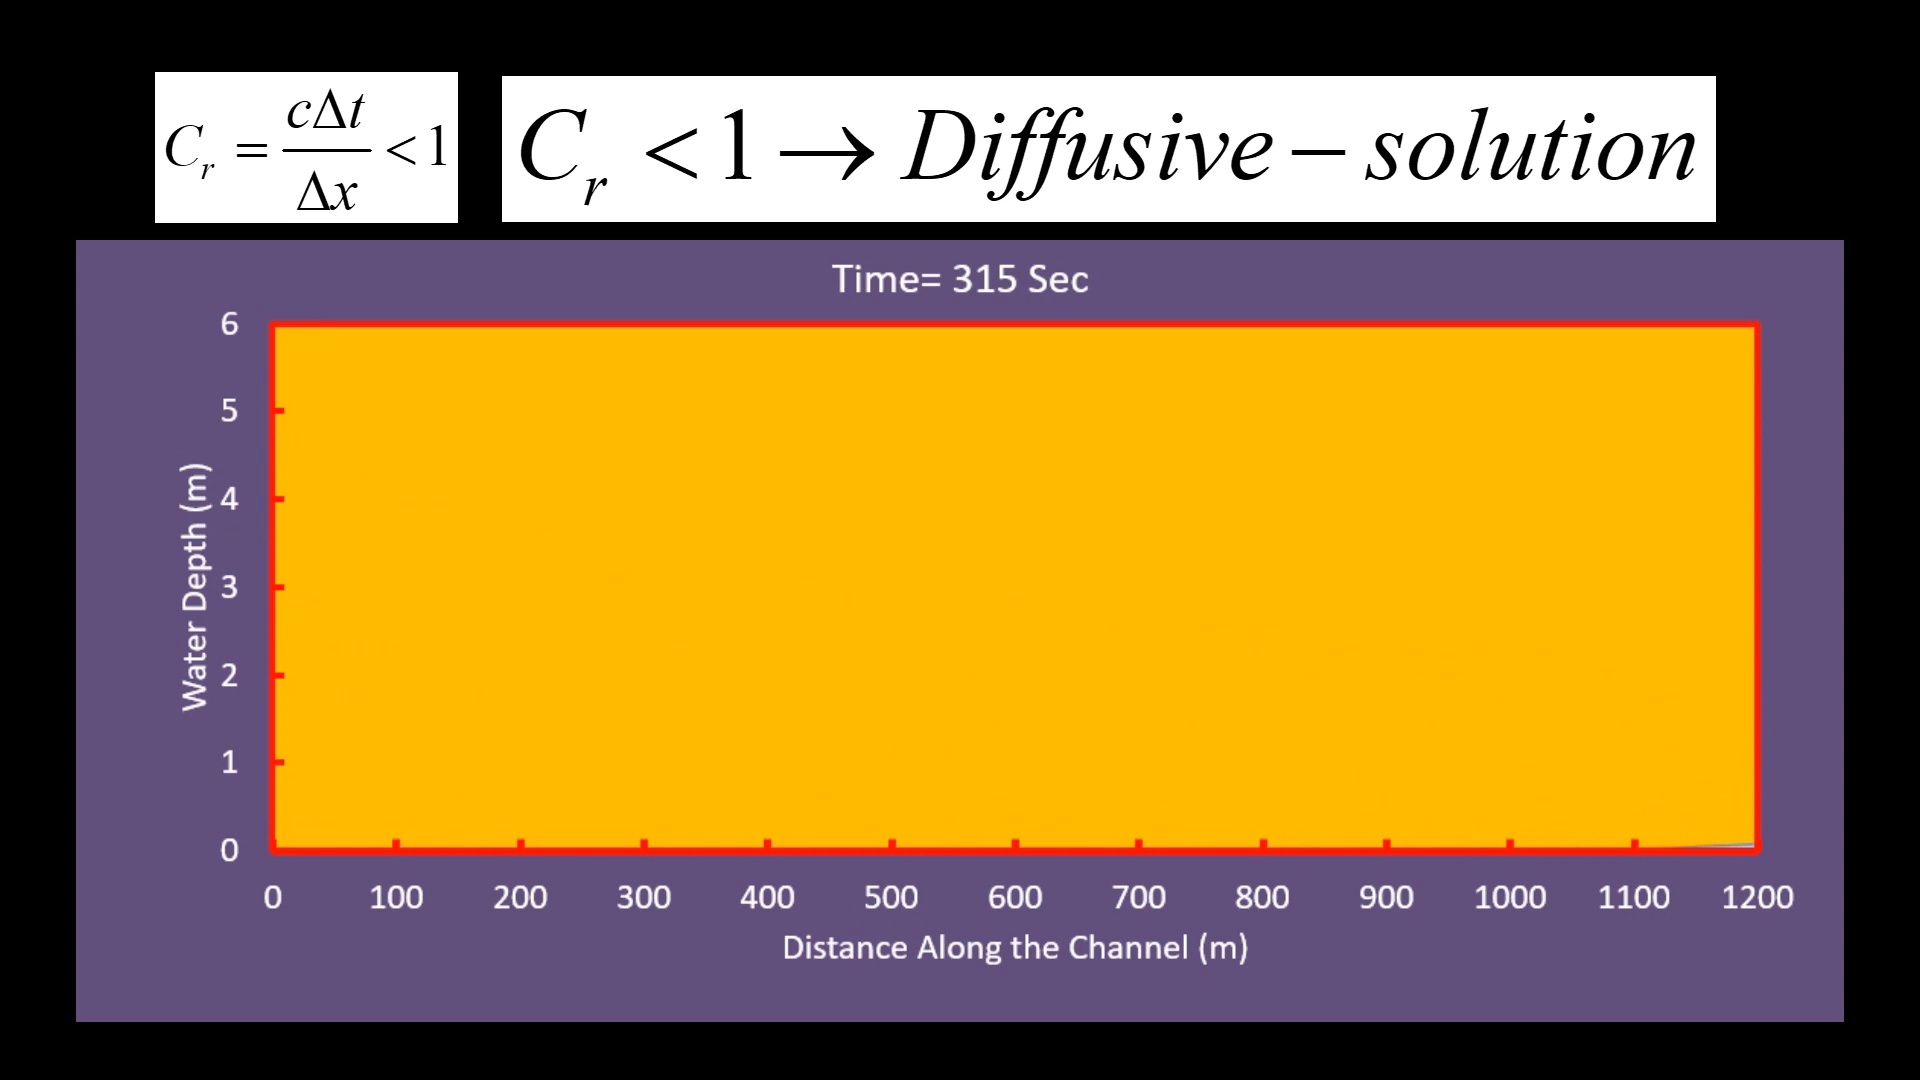 C_r = cΔt/Δx < 1
C_r < 1 → Diffusive − solution
Time= 315 Sec
6
5
4
3
2
1
0
Water Depth (m)
0 100 200 300 400 500 600 700 800 900 1000 1100 1200
Distance Along the Channel (m)